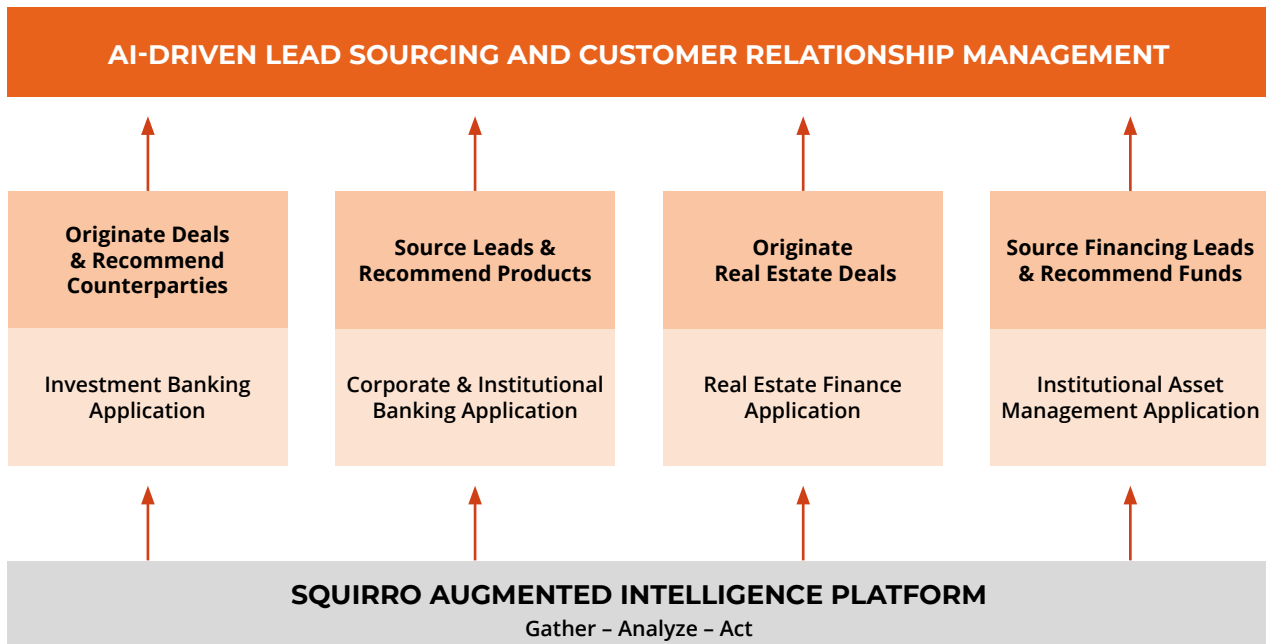 AI-DRIVEN LEAD SOURCING AND CUSTOMER RELATIONSHIP MANAGEMENT
Originate Deals
& Recommend
Counterparties
Investment Banking
Application
Source Leads &
Recommend Products
Corporate & Institutional
Banking Application
Originate
Real Estate Deals
Real Estate Finance
Application
Source Financing Leads
& Recommend Funds
Institutional Asset
Management Application
SQUIRRO AUGMENTED INTELLIGENCE PLATFORM
Gather – Analyze – Act